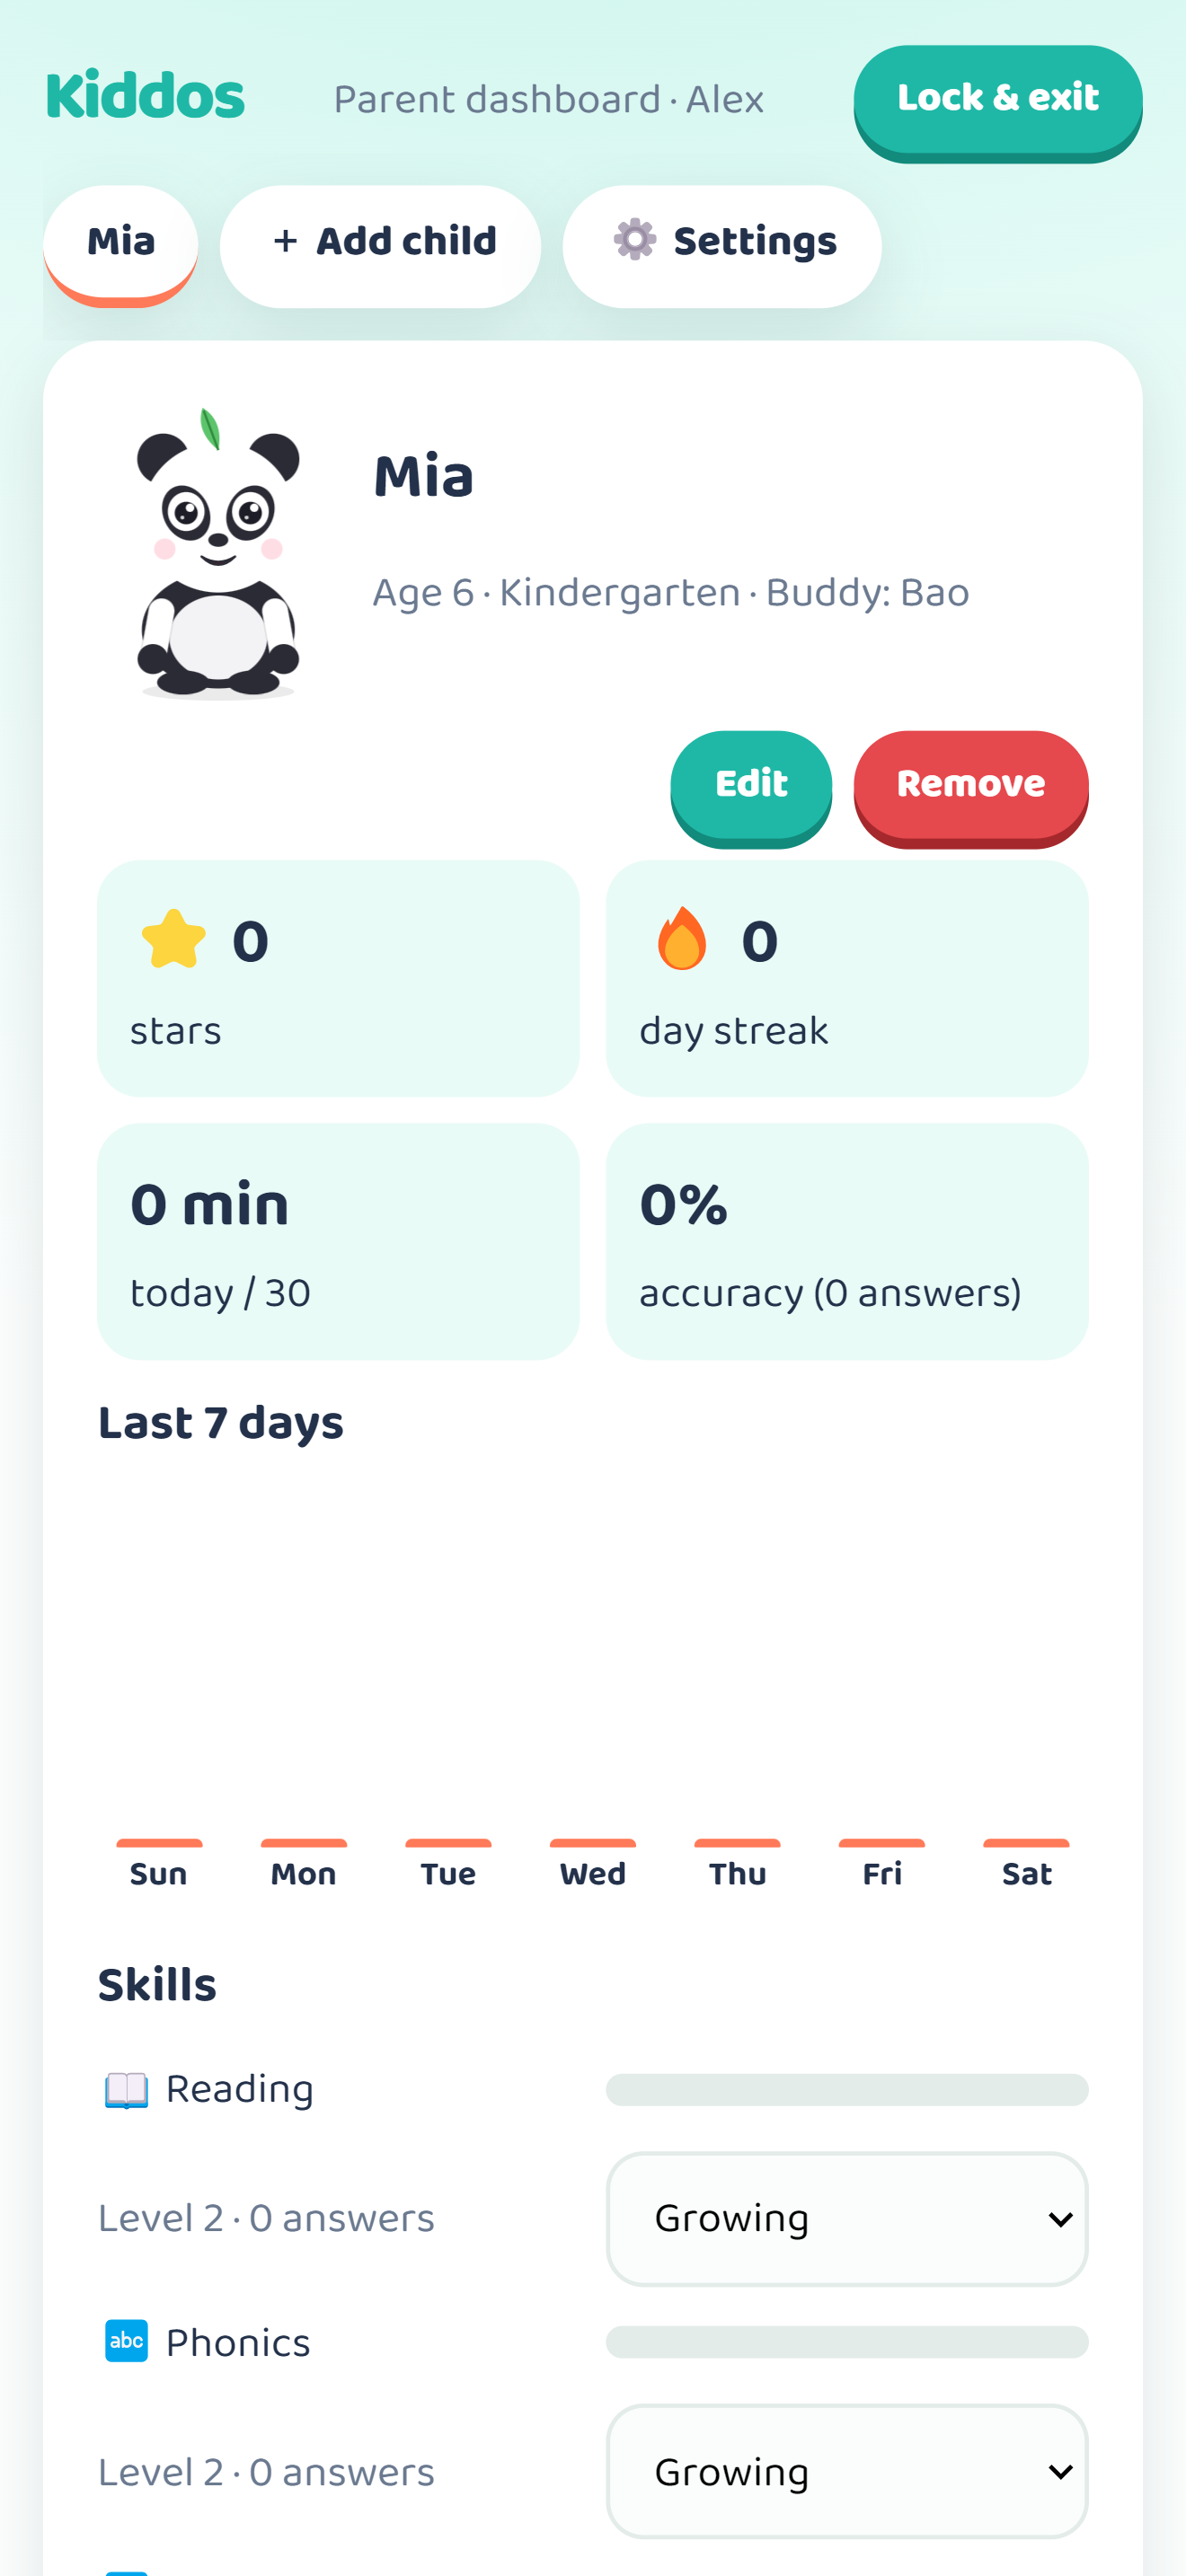 Kiddos
Parent dashboard · Alex
Lock & exit
Mia
+ Add child
Settings
Mia
Age 6 · Kindergarten · Buddy: Bao
Edit
Remove
0
stars
0
day streak
0 min
today / 30
0%
accuracy (0 answers)
Last 7 days
Sun Mon Tue Wed Thu Fri Sat
Skills
Reading
Level 2 · 0 answers
Growing
abc
Phonics
Level 2 · 0 answers
Growing